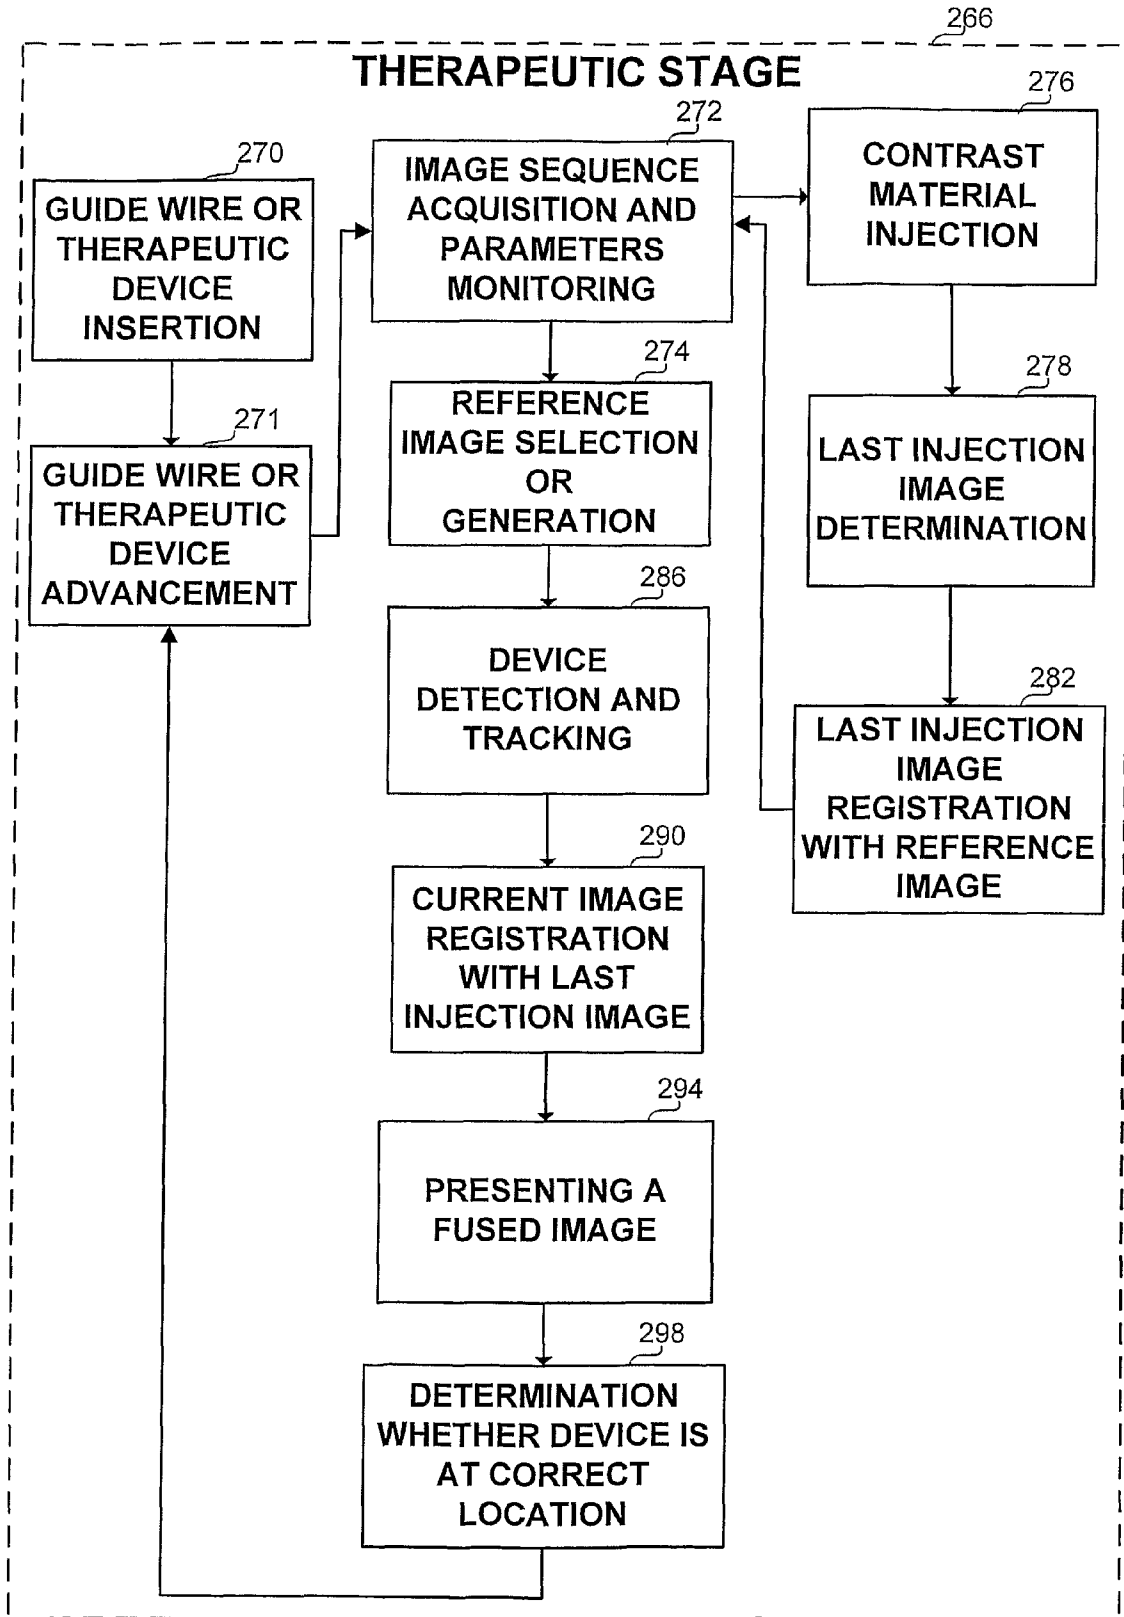 266
THERAPEUTIC STAGE
270
GUIDE WIRE OR
THERAPEUTIC
DEVICE
INSERTION
271
GUIDE WIRE OR
THERAPEUTIC
DEVICE
ADVANCEMENT
272
IMAGE SEQUENCE
ACQUISITION AND
PARAMETERS
MONITORING
274
REFERENCE
IMAGE SELECTION
OR
GENERATION
286
DEVICE
DETECTION AND
TRACKING
290
CURRENT IMAGE
REGISTRATION
WITH LAST
INJECTION IMAGE
294
PRESENTING A
FUSED IMAGE
298
DETERMINATION
WHETHER DEVICE IS
AT CORRECT
LOCATION
276
CONTRAST
MATERIAL
INJECTION
278
LAST INJECTION
IMAGE
DETERMINATION
282
LAST INJECTION
IMAGE
REGISTRATION
WITH REFERENCE
IMAGE